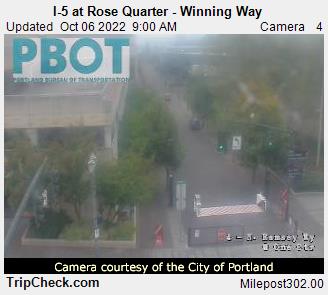 I-5 at Rose Quarter - Winning Way
Updated Oct 06 2022 9:00 AM Camera 4
PBOT
PORTLAND BUREAU OF TRANSPORTATION
Camera courtesy of the City of Portland
TripCheck.com Milepost302.00